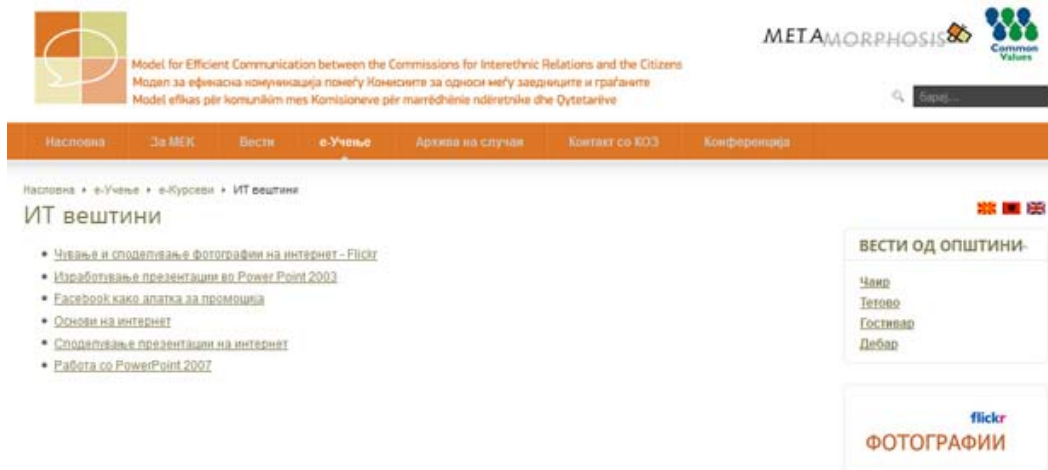 METAMORPHOSIS
Common Values
Model for Efficient Communication between the Commissions for Interethnic Relations and the Citizens
Модел за ефикасна комуникација помеѓу Комисиите за односи меѓу заедниците и граѓаните
Model efikas për komunikim mes Komisioneve për marrëdhënie ndëretnike dhe Qytetarëve
барај...
Насловна За МЕК Вести е-Учење Архива на случаи Контакт со КОЗ Конференција
Насловна е-Учење е-Курсеви ИТ вештини
ИТ вештини
Чување и споделување фотографии на интернет - Flickr
Изработување презентации во Power Point 2003
Facebook како алатка за промоција
Основи на интернет
Споделување презентации на интернет
Работа со PowerPoint 2007
ВЕСТИ ОД ОПШТИНИ
Чаир
Тетово
Гостивар
Дебар
flickr
ФОТОГРАФИИ